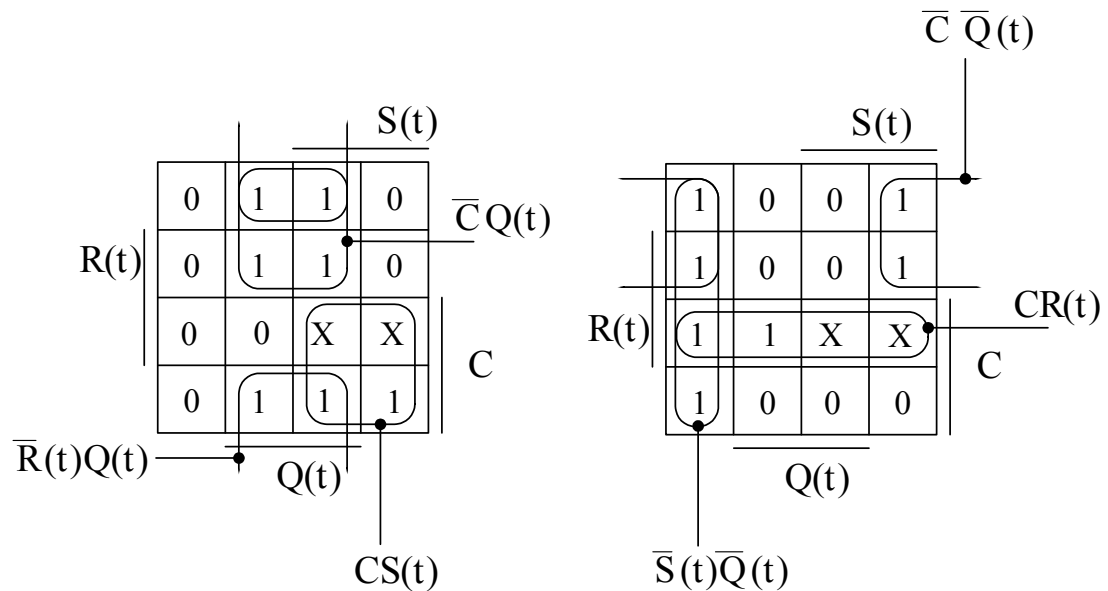 C̅ Q̅(t)
S(t)
0 1 1 0
C̅Q(t)
R(t)
0 1 1 0
0 0 X X
C
0 1 1 1
R̅(t)Q(t)
Q(t)
CS(t)
S(t)
1 0 0 1
1 0 0 1
R(t)
1 1 X X
CR(t)
C
1 0 0 0
Q(t)
S̅(t)Q̅(t)